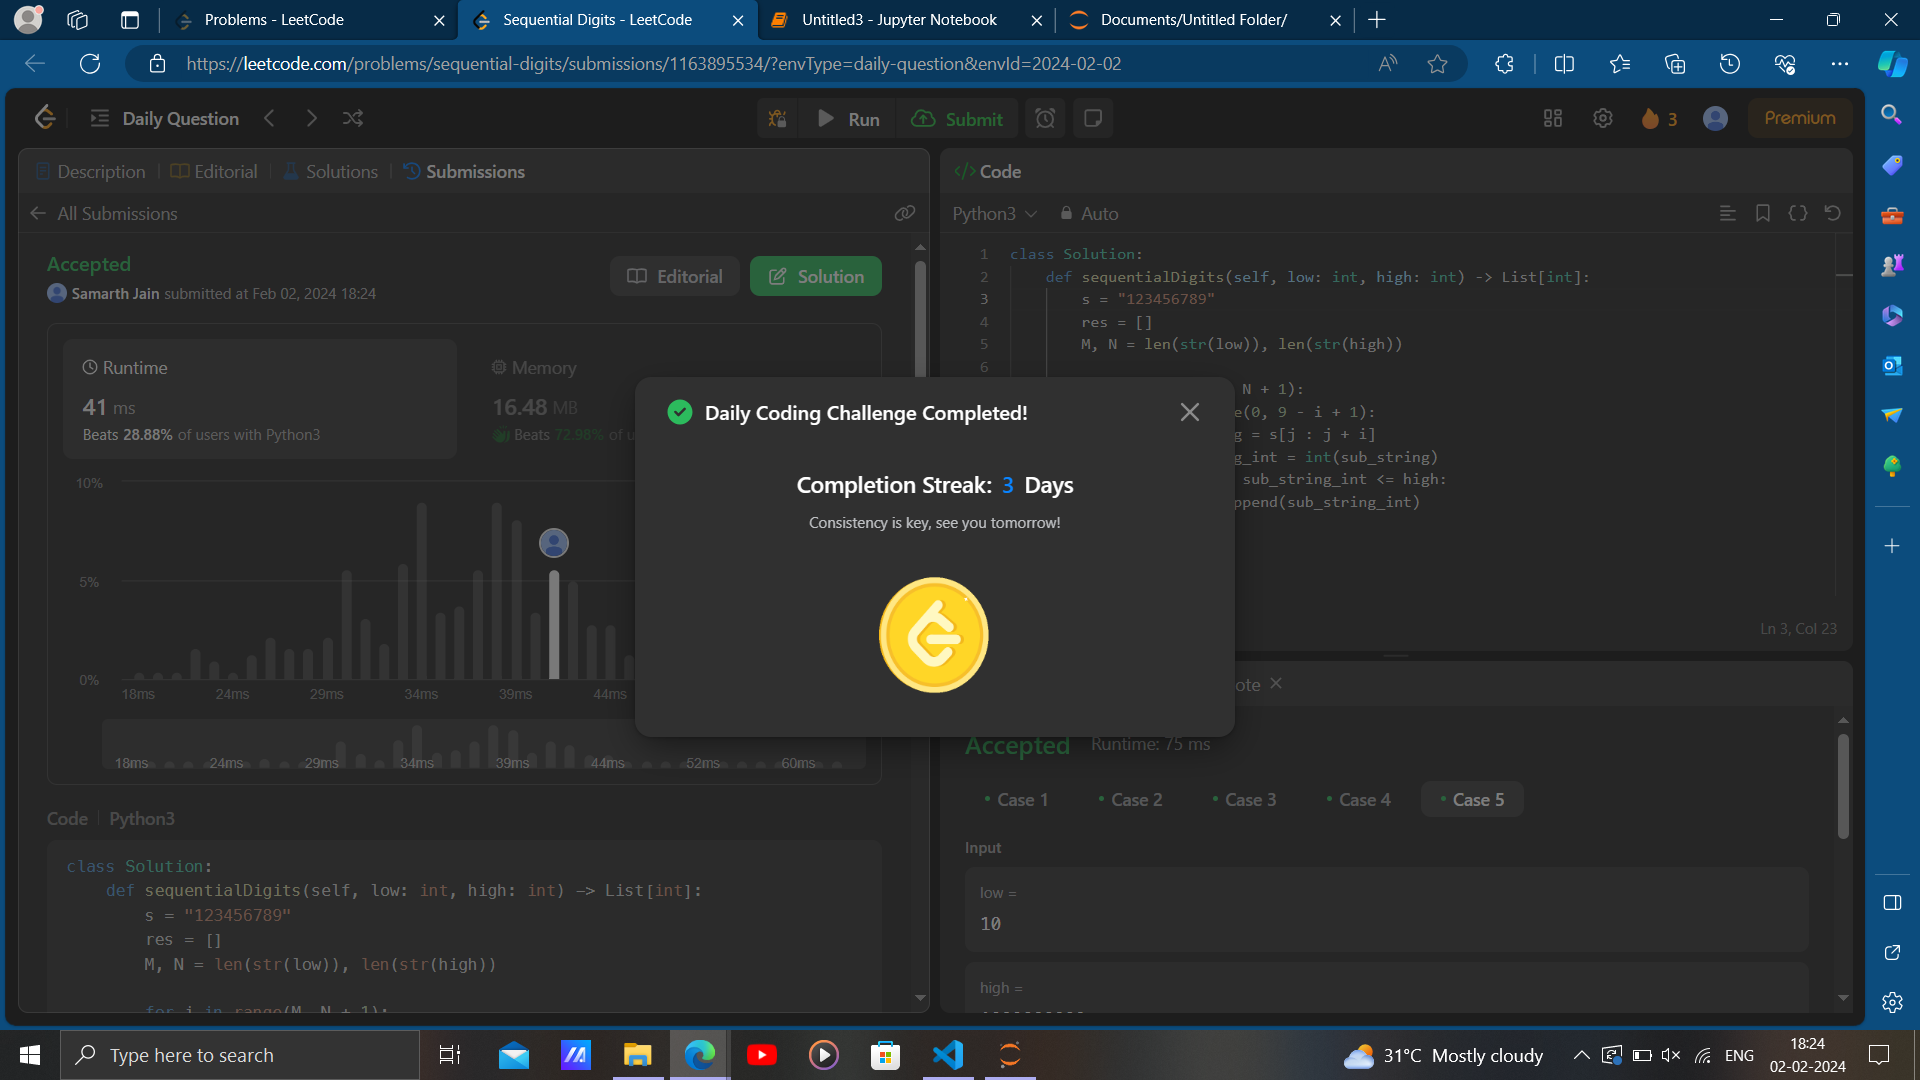 Problems - LeetCode
Sequential Digits - LeetCode
Untitled3 - Jupyter Notebook
Documents/Untitled Folder/
https://leetcode.com/problems/sequential-digits/submissions/1163895534/?envType=daily-question&envId=2024-02-02
Daily Question
Run
Submit
3
Premium
Description
Editorial
Solutions
Submissions
All Submissions
Accepted
Samarth Jain submitted at Feb 02, 2024 18:24
Editorial
Solution
Runtime
41 ms
Beats 28.88% of users with Python3
Memory
16.48 MB
Beats 72.98% of u
10%
5%
0%
18ms 24ms 29ms 34ms 39ms 44ms
18ms 24ms 29ms 34ms 39ms 44ms 52ms 60ms
Code | Python3
class Solution:
def sequentialDigits(self, low: int, high: int) -> List[int]:
s = "123456789"
res = []
M, N = len(str(low)), len(str(high))
for i in range(M, N + 1):
Daily Coding Challenge Completed!
Completion Streak: 3 Days
Consistency is key, see you tomorrow!
</> Code
Python3
Auto
1 class Solution:
2 def sequentialDigits(self, low: int, high: int) -> List[int]:
3 s = "123456789"
4 res = []
5 M, N = len(str(low)), len(str(high))
6
N + 1):
e(0, 9 - i + 1):
g = s[j : j + i]
g_int = int(sub_string)
sub_string_int <= high:
ppend(sub_string_int)
Ln 3, Col 23
ote
Accepted
Runtime: 75 ms
Case 1
Case 2
Case 3
Case 4
Case 5
Input
low =
10
high =
Type here to search
31°C Mostly cloudy
ENG
18:24
02-02-2024